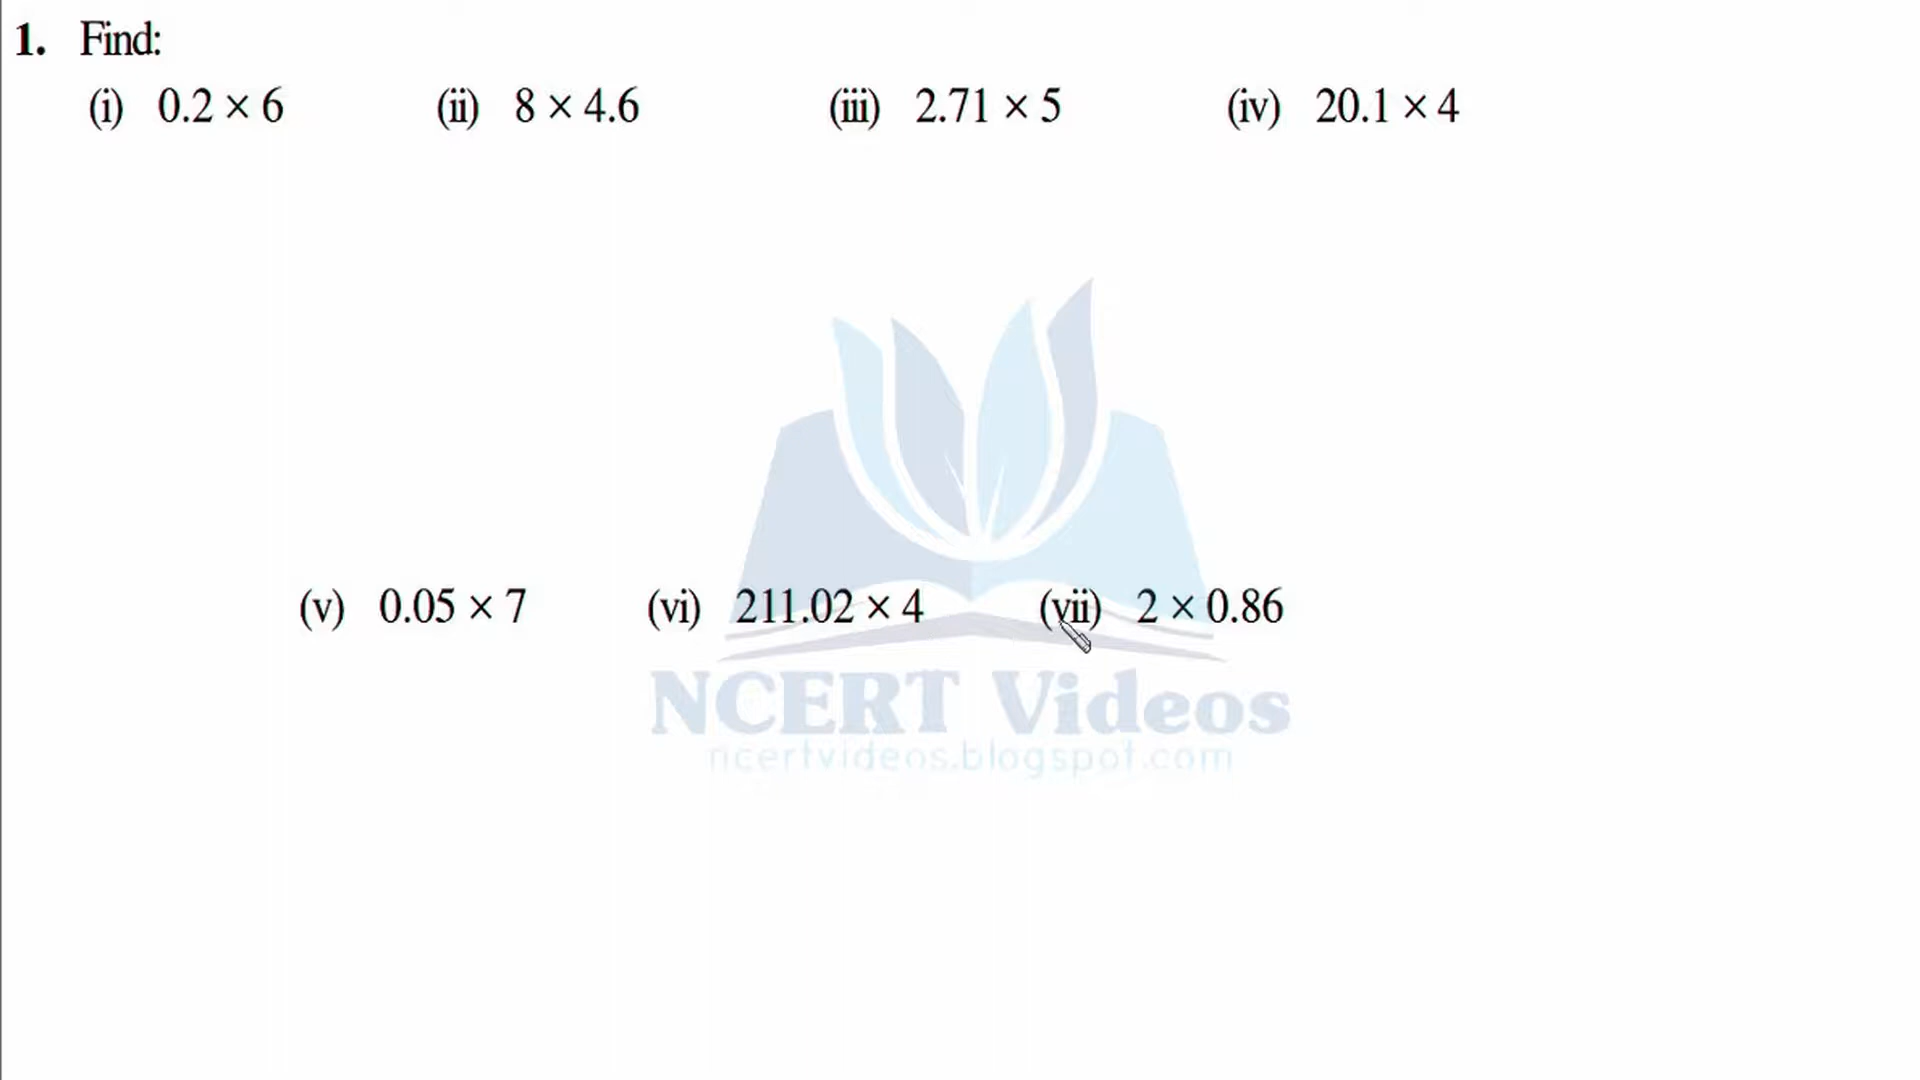 1. Find:
(i) 0.2 × 6 (ii) 8 × 4.6 (iii) 2.71 × 5 (iv) 20.1 × 4
(v) 0.05 × 7 (vi) 211.02 × 4 (vii) 2 × 0.86
NCERT Videos
ncertvideos.blogspot.com